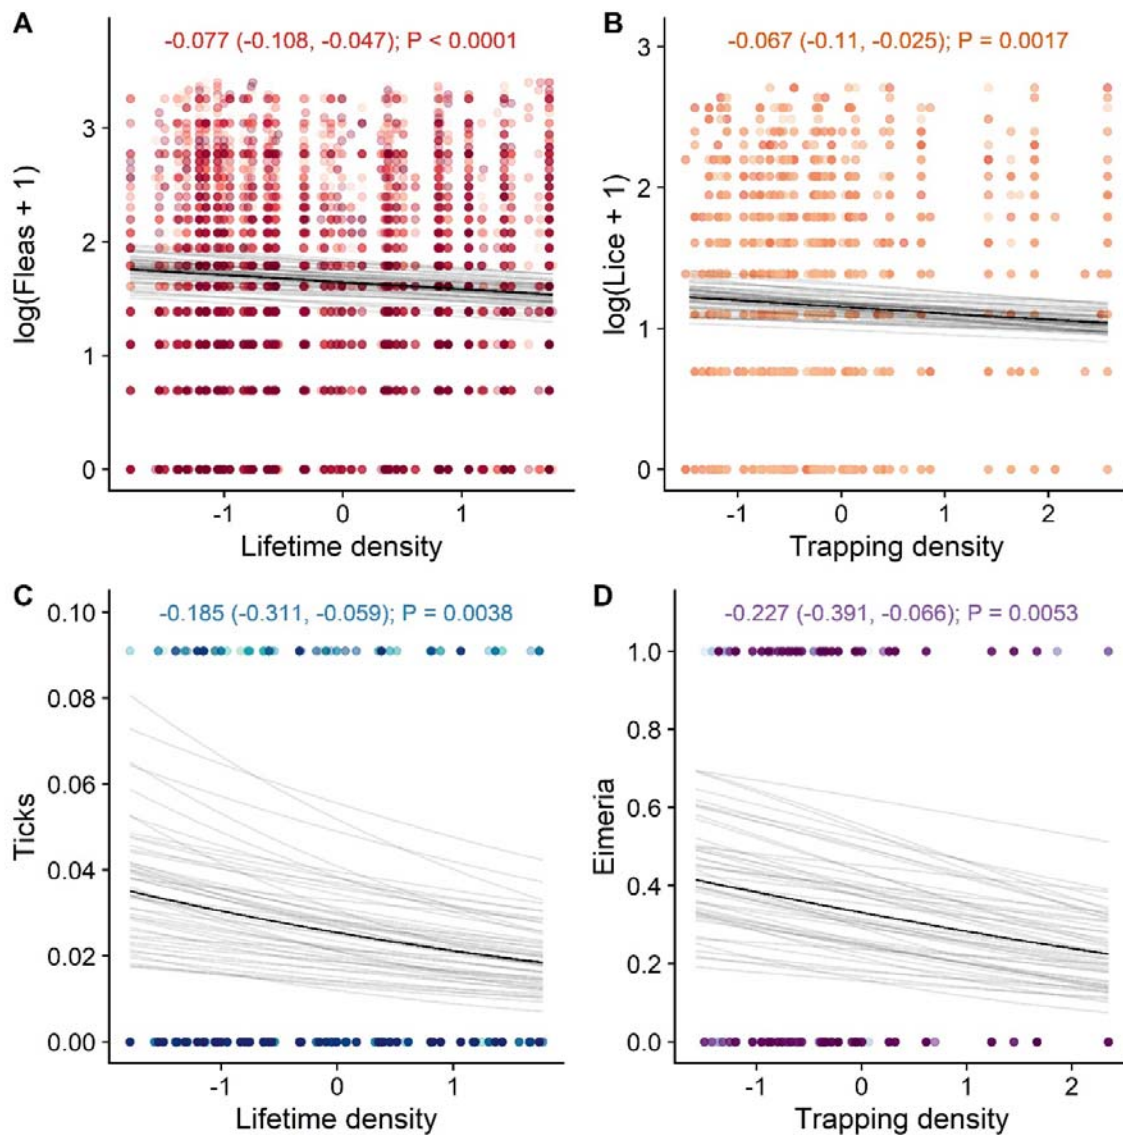 A
-0.077 (-0.108, -0.047); P < 0.0001
log(Fleas + 1)
3
2
1
0
-1 0 1
Lifetime density
B
-0.067 (-0.11, -0.025); P = 0.0017
log(Lice + 1)
3
2
1
0
-1 0 1 2
Trapping density
C
-0.185 (-0.311, -0.059); P = 0.0038
Ticks
0.10
0.08
0.06
0.04
0.02
0.00
-1 0 1
Lifetime density
D
-0.227 (-0.391, -0.066); P = 0.0053
Eimeria
1.0
0.8
0.6
0.4
0.2
0.0
-1 0 1 2
Trapping density